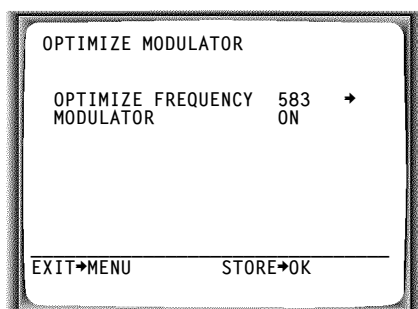 OPTIMIZE MODULATOR
OPTIMIZE FREQUENCY 583 ➜
MODULATOR ON
EXIT➜MENU STORE➜OK